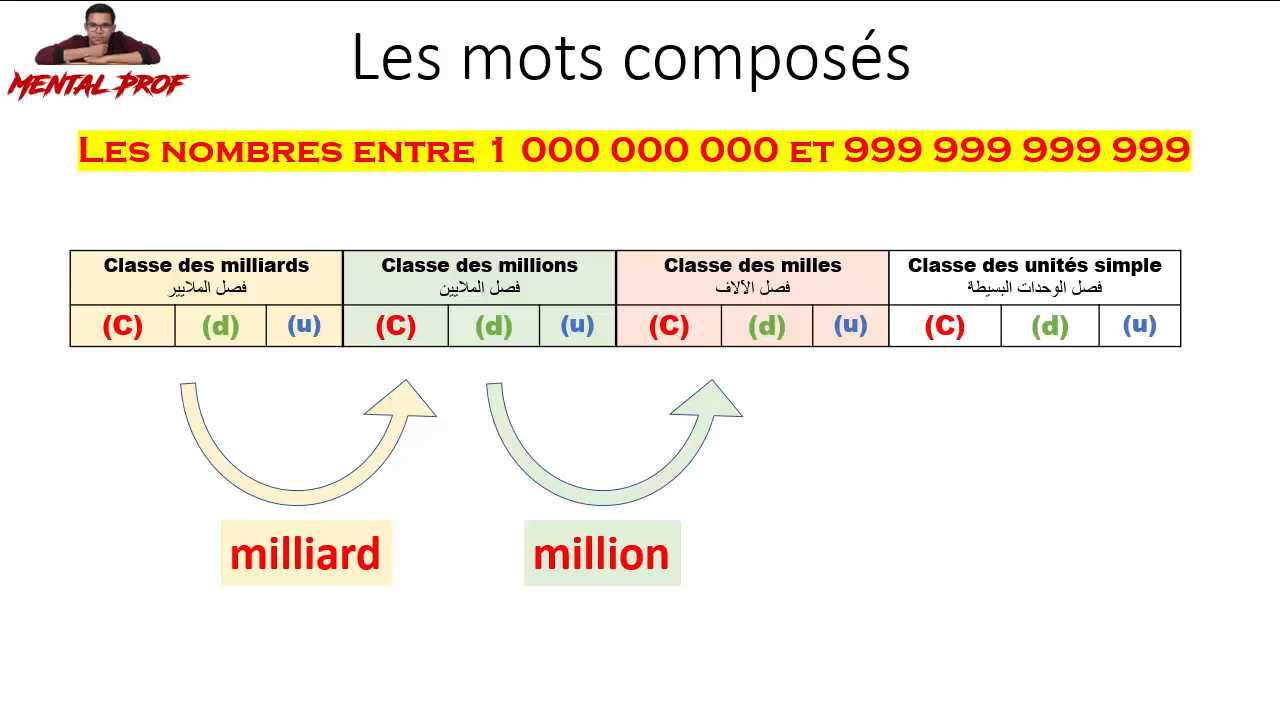 MENTAL PROF
Les mots composés
Les nombres entre 1 000 000 000 et 999 999 999 999
Classe des milliards Classe des millions Classe des milles Classe des unités simple
فصل الملايير فصل الملايين فصل الآلاف فصل الوحدات البسيطة
(C) (d) (u) (C) (d) (u) (C) (d) (u) (C) (d) (u)
milliard million